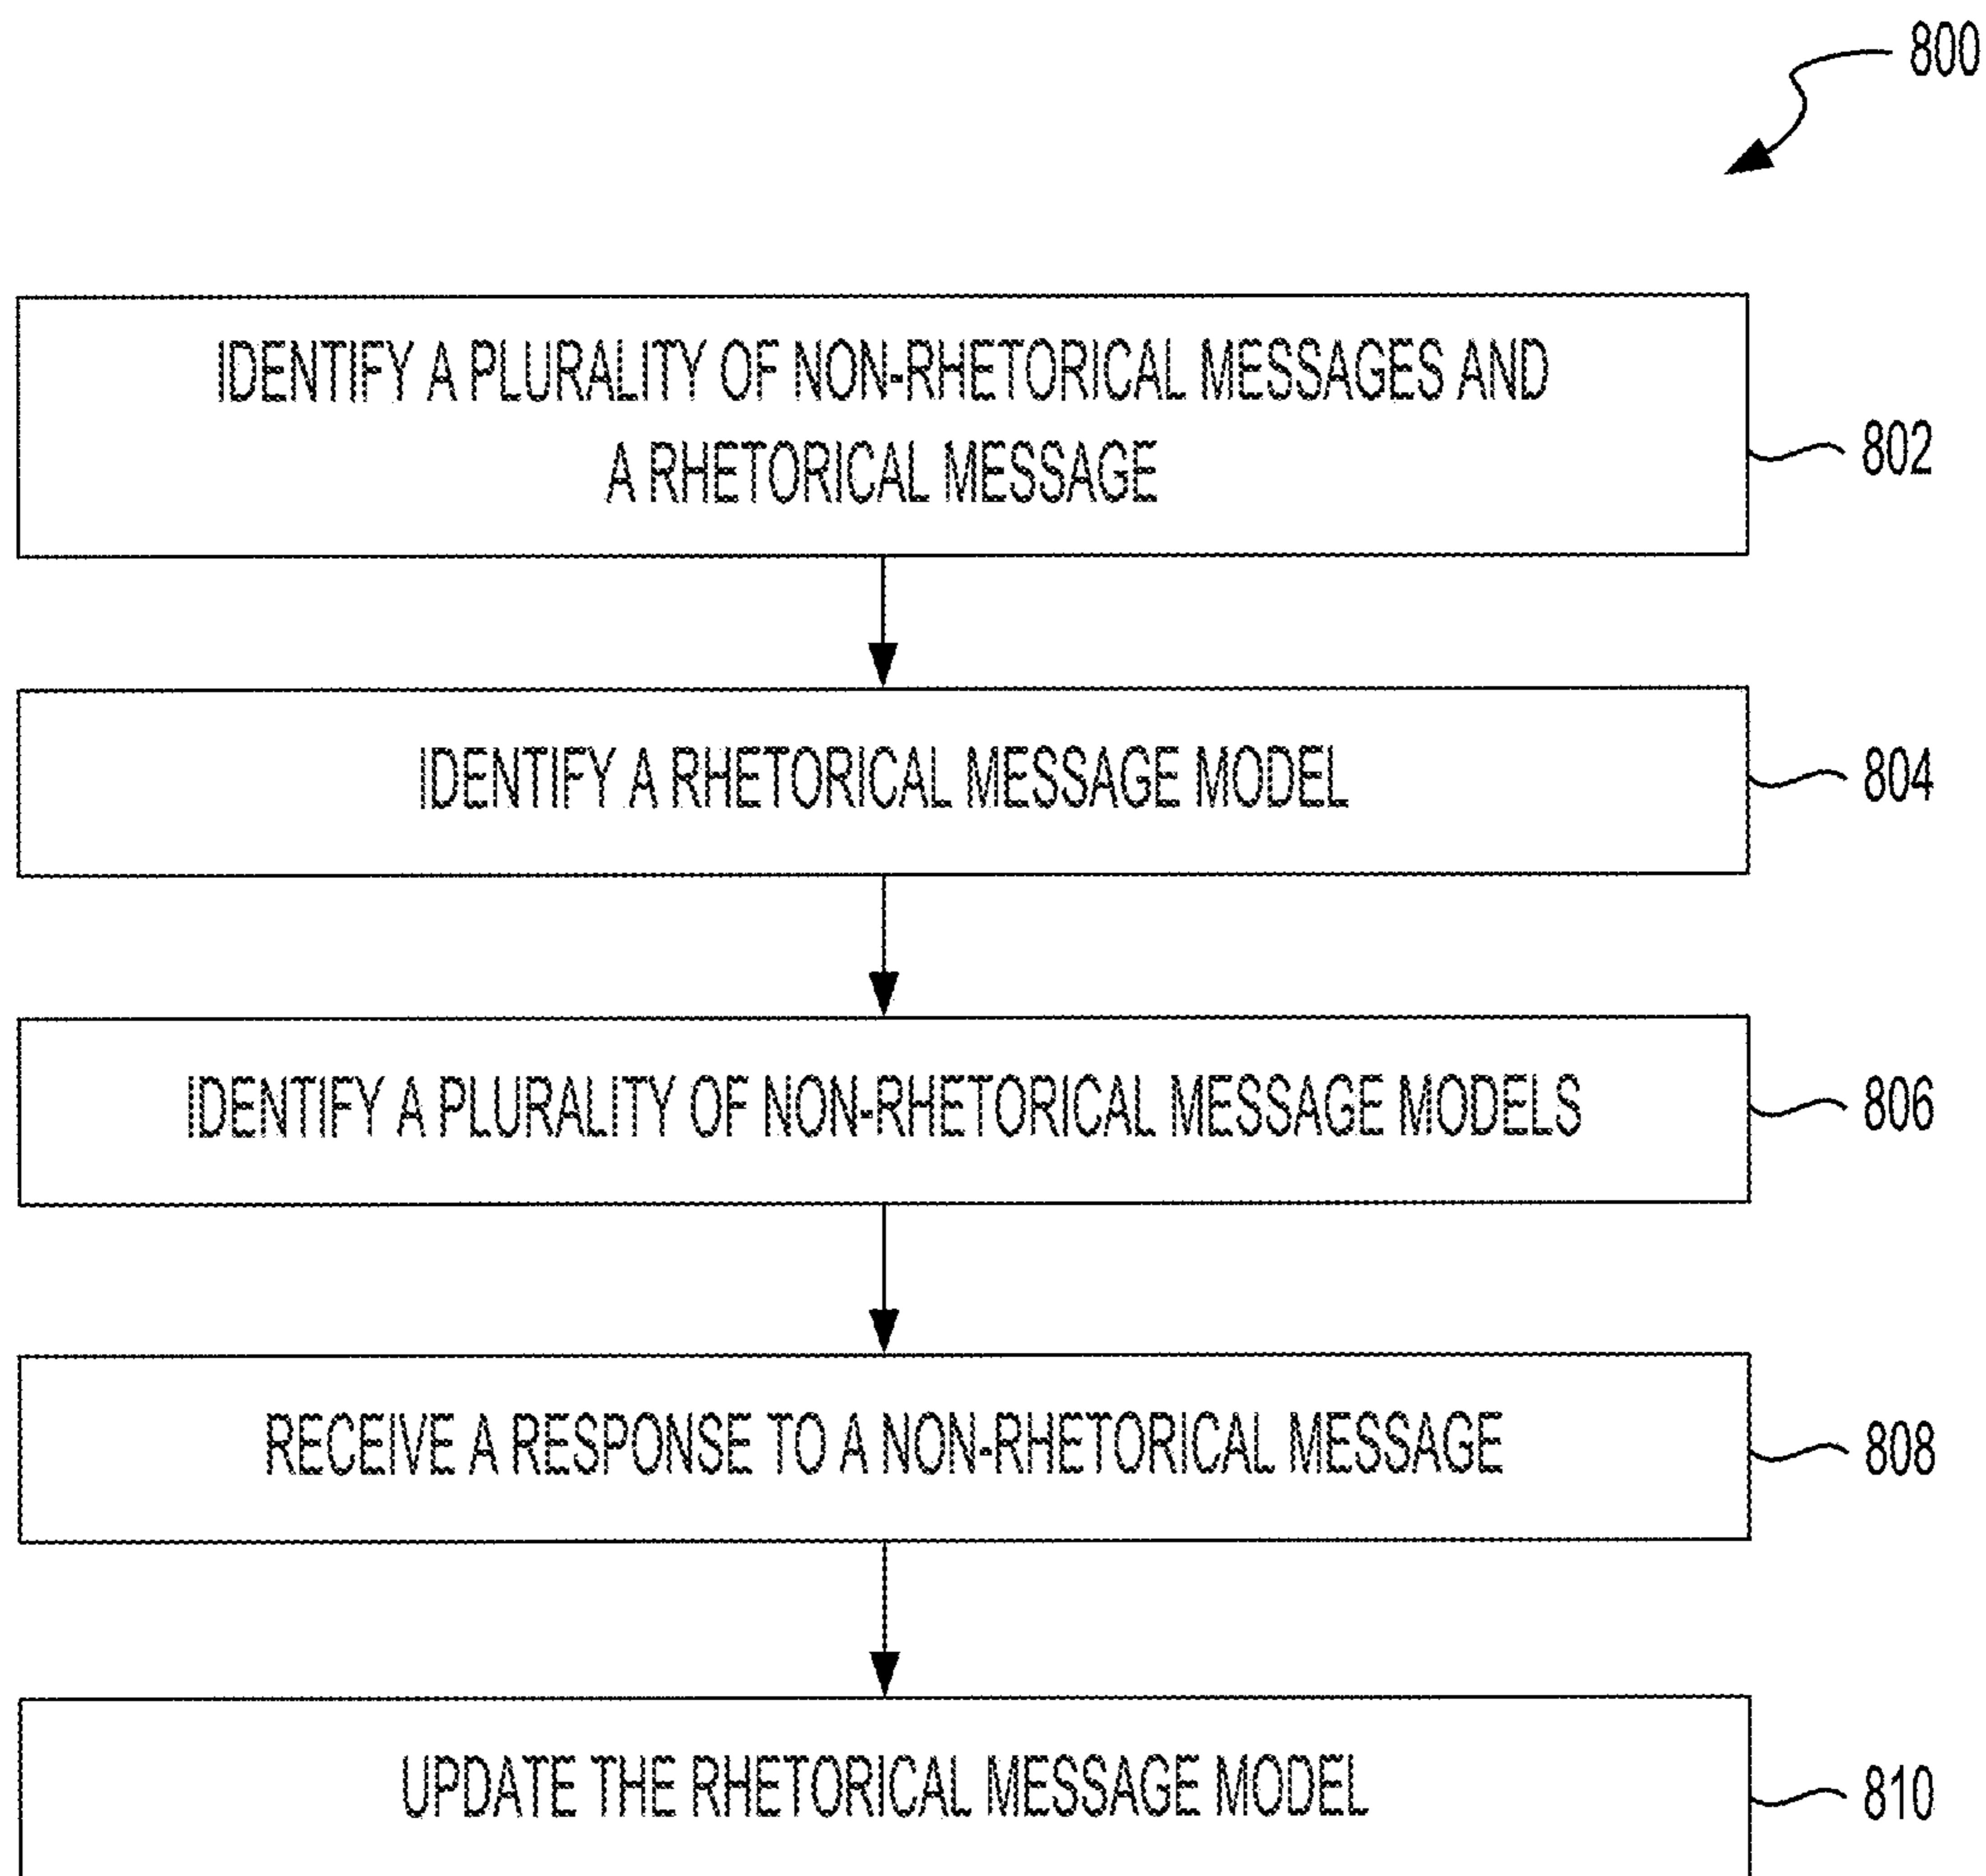 800
IDENTIFY A PLURALITY OF NON-RHETORICAL MESSAGES AND
A RHETORICAL MESSAGE
802
IDENTIFY A RHETORICAL MESSAGE MODEL
804
IDENTIFY A PLURALITY OF NON-RHETORICAL MESSAGE MODELS
806
RECEIVE A RESPONSE TO A NON-RHETORICAL MESSAGE
808
UPDATE THE RHETORICAL MESSAGE MODEL
810